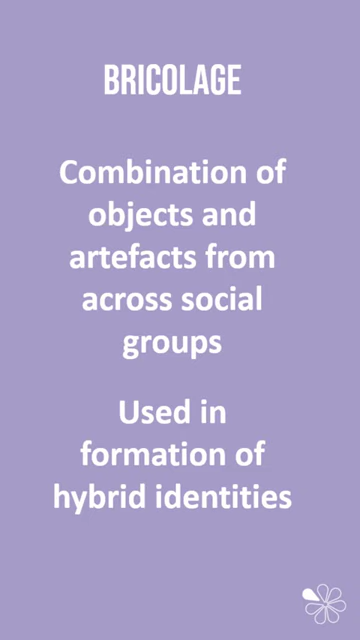 BRICOLAGE
Combination of
objects and
artefacts from
across social
groups
Used in
formation of
hybrid identities